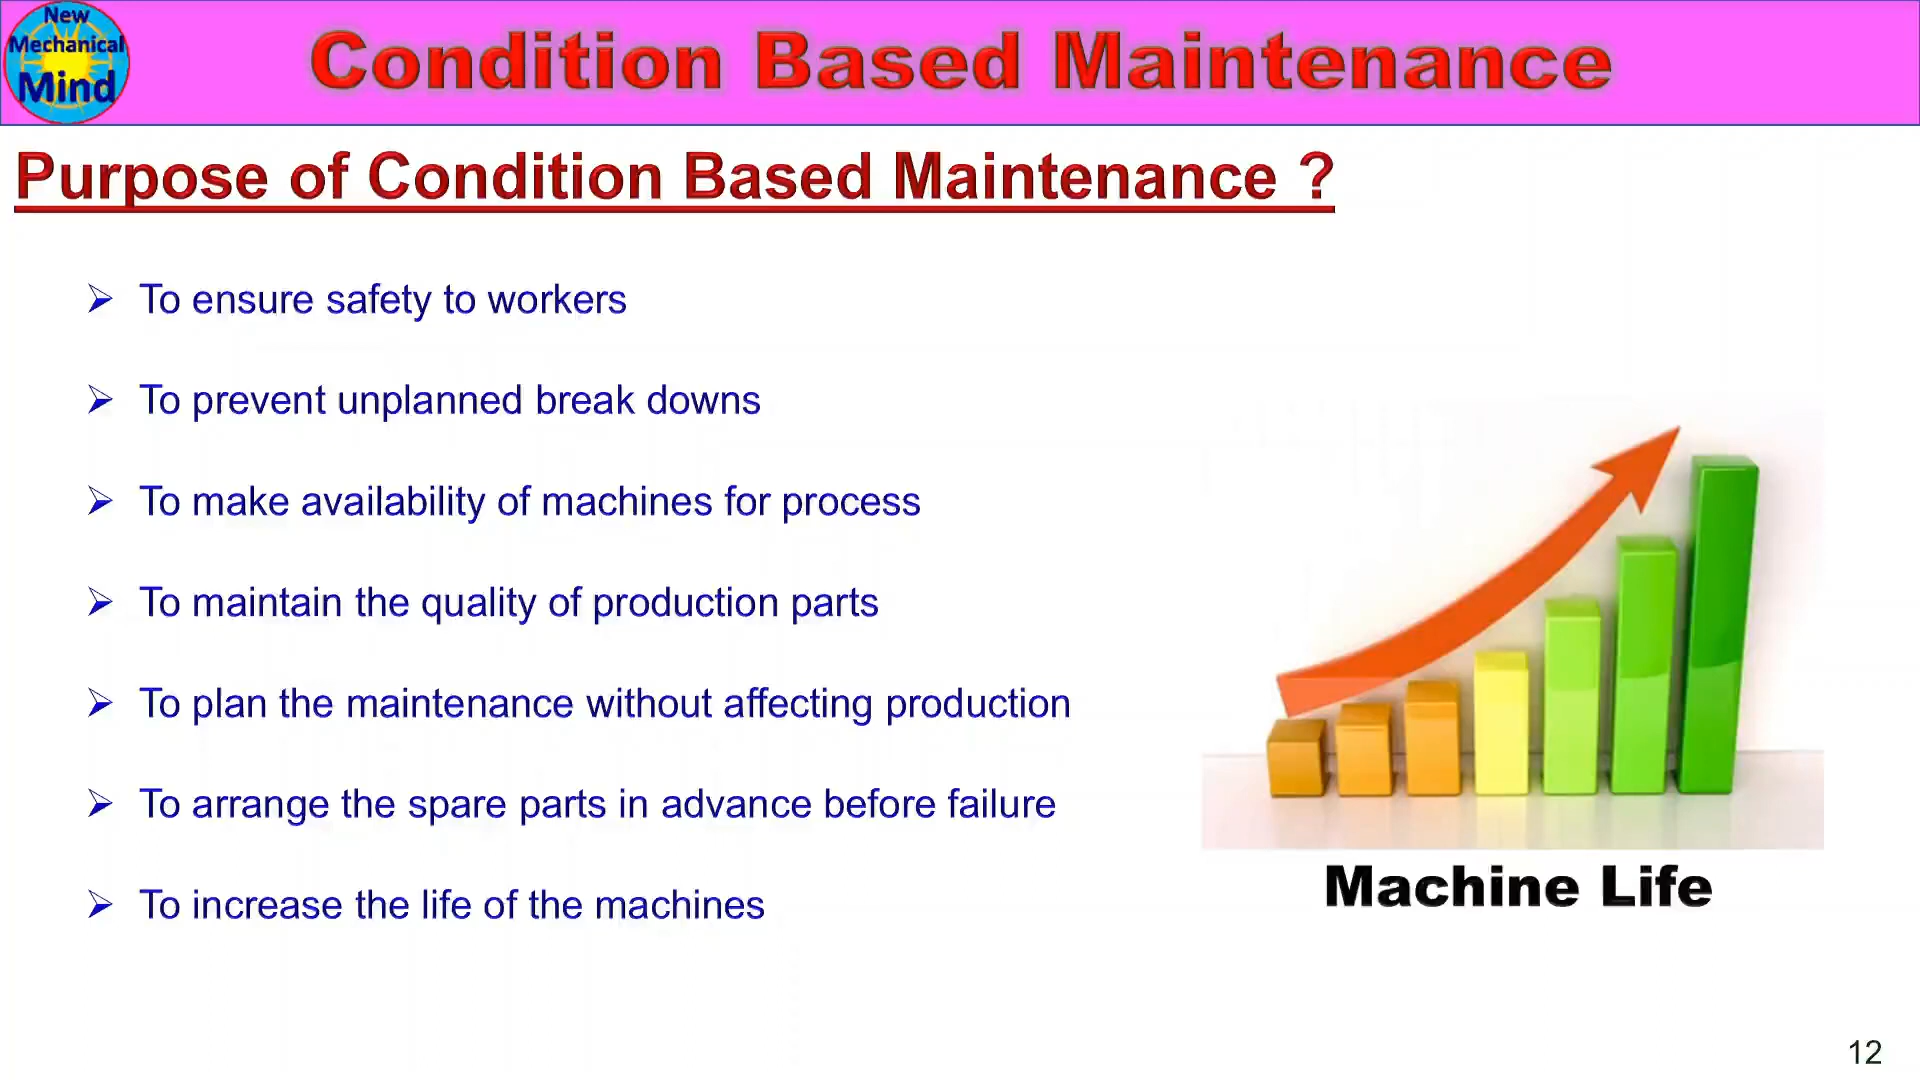 New
Mechanical
Mind
Condition Based Maintenance
Purpose of Condition Based Maintenance ?
To ensure safety to workers
To prevent unplanned break downs
To make availability of machines for process
To maintain the quality of production parts
To plan the maintenance without affecting production
To arrange the spare parts in advance before failure
To increase the life of the machines
Machine Life
12